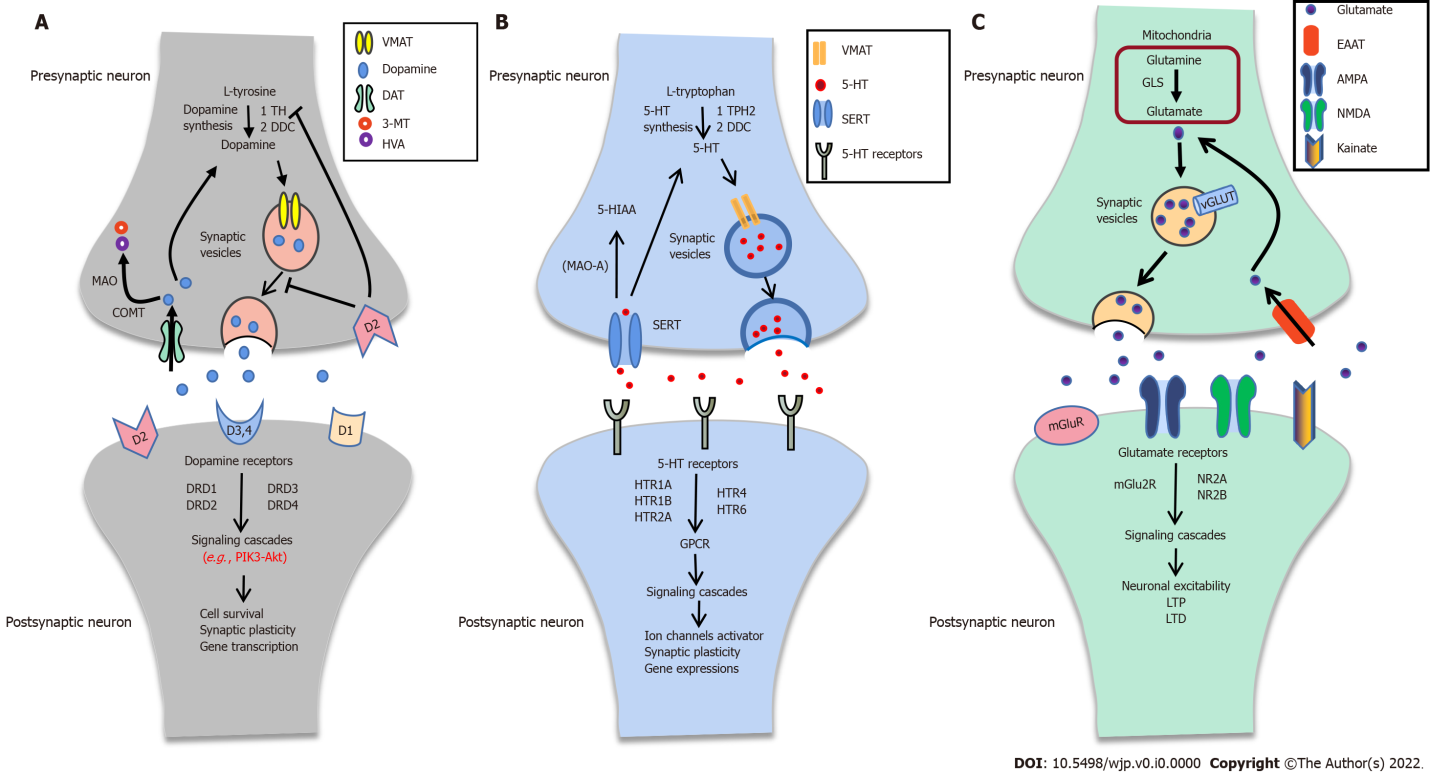 A
VMAT
Dopamine
DAT
3-MT
HVA
Presynaptic neuron
L-tyrosine
Dopamine
synthesis
1 TH
2 DDC
Dopamine
Synaptic
vesicles
MAO
COMT
D2
D2
D3,4
D1
Dopamine receptors
DRD1
DRD2
DRD3
DRD4
Signaling cascades
(e.g., PIK3-Akt)
Cell survival
Synaptic plasticity
Gene transcription
Postsynaptic neuron
B
VMAT
5-HT
SERT
5-HT receptors
Presynaptic neuron
L-tryptophan
5-HT
synthesis
1 TPH2
2 DDC
5-HT
5-HIAA
(MAO-A)
Synaptic
vesicles
SERT
5-HT receptors
HTR1A
HTR1B
HTR2A
HTR4
HTR6
GPCR
Signaling cascades
Ion channels activator
Synaptic plasticity
Gene expressions
Postsynaptic neuron
C
Glutamate
EAAT
AMPA
NMDA
Kainate
Presynaptic neuron
Mitochondria
Glutamine
GLS
Glutamate
Synaptic
vesicles
vGLUT
mGluR
Glutamate receptors
mGlu2R
NR2A
NR2B
Signaling cascades
Neuronal excitability
LTP
LTD
Postsynaptic neuron
DOI: 10.5498/wjp.v0.i0.0000 Copyright ©The Author(s) 2022.